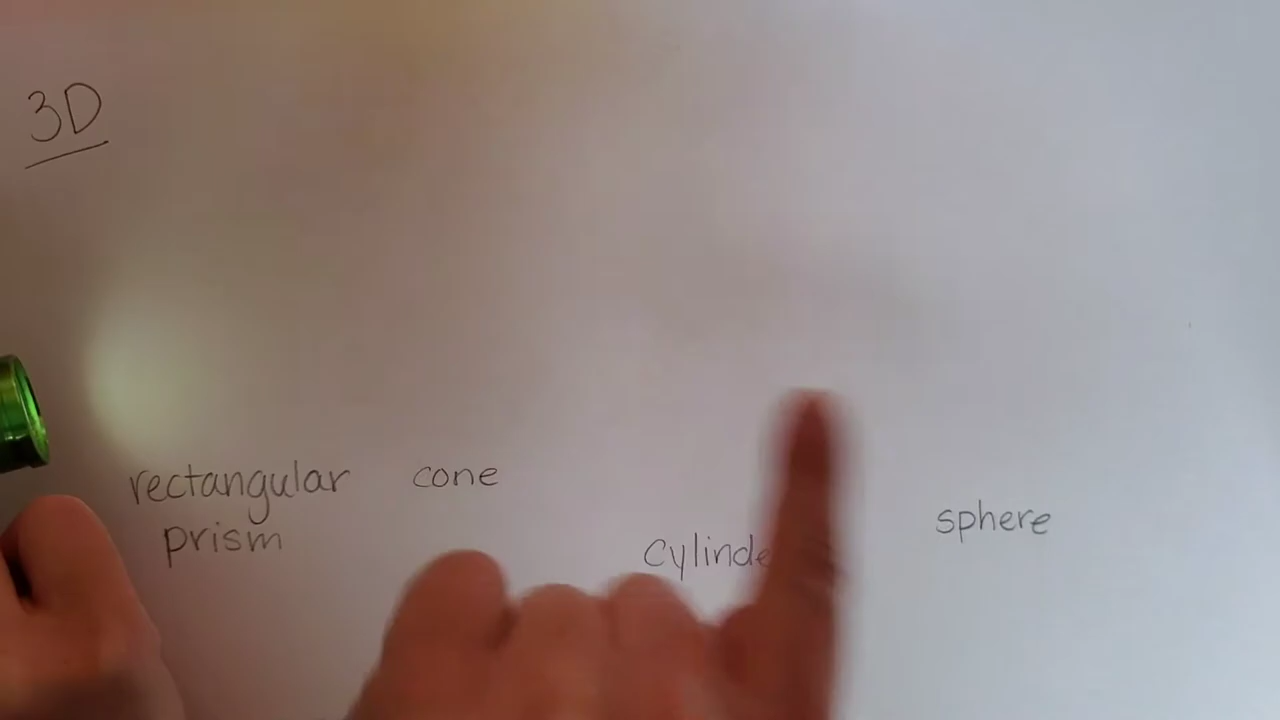 3D
rectangular
prism
cone
cylinde
sphere